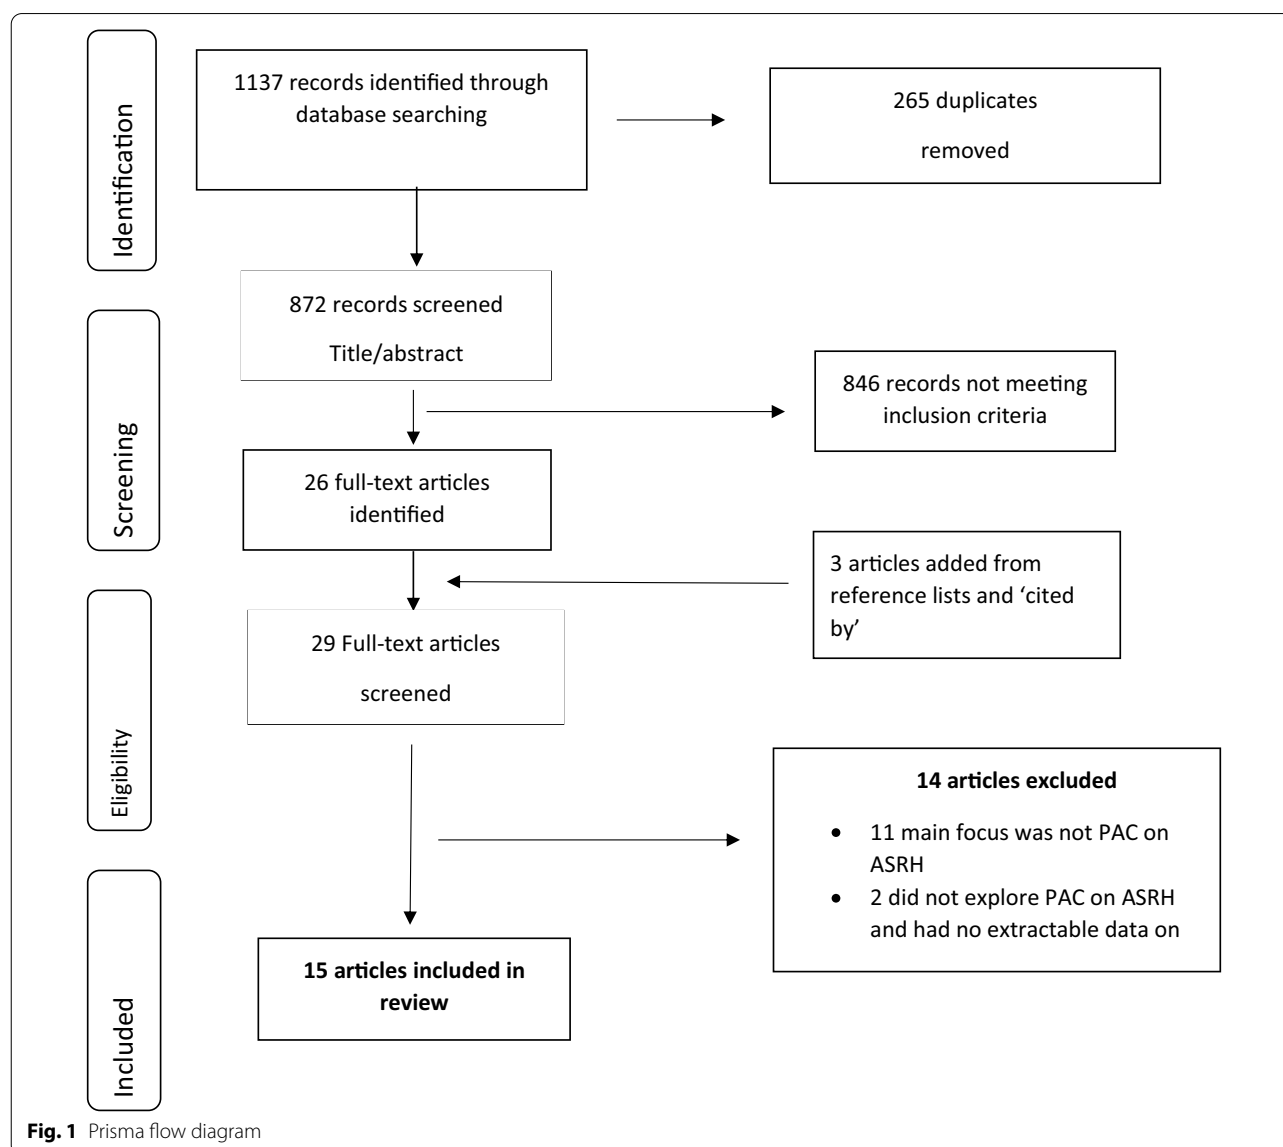 Identification
1137 records identified through
database searching
265 duplicates
removed
872 records screened
Title/abstract
Screening
846 records not meeting
inclusion criteria
26 full-text articles
identified
3 articles added from
reference lists and ‘cited
by’
Eligibility
29 Full-text articles
screened
14 articles excluded
• 11 main focus was not PAC on
ASRH
• 2 did not explore PAC on ASRH
and had no extractable data on
Included
15 articles included in
review
Fig. 1 Prisma flow diagram